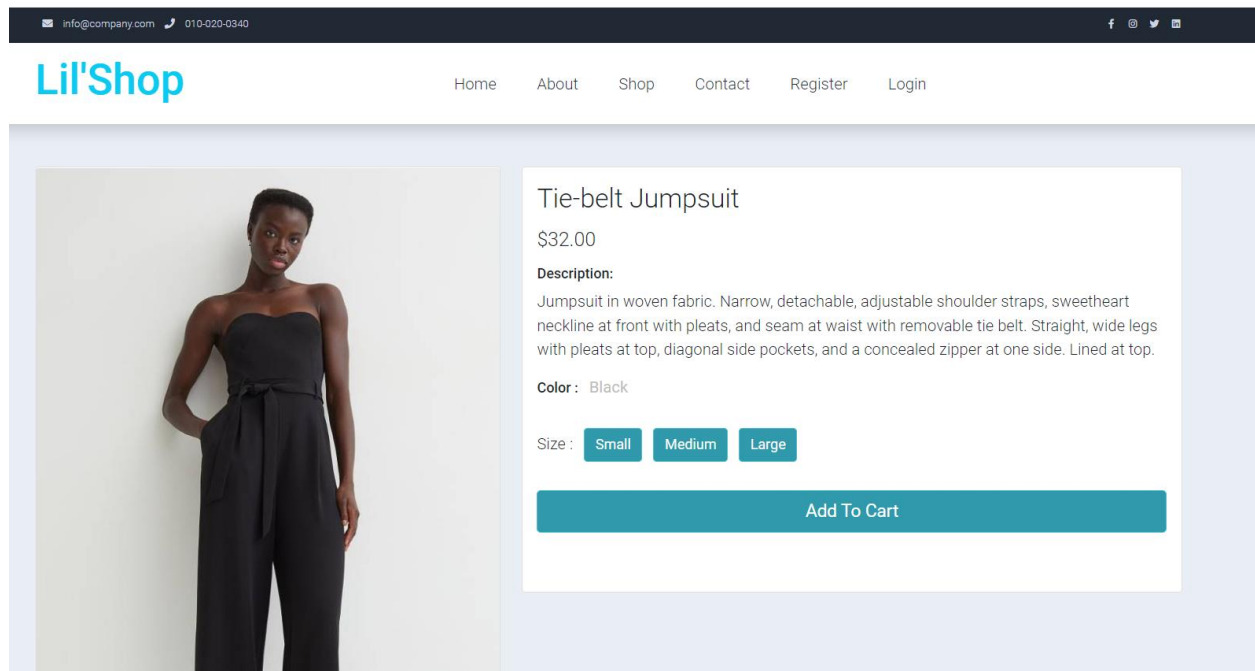 info@company.com 010-020-0340
Lil'Shop
Home About Shop Contact Register Login
Tie-belt Jumpsuit
$32.00
Description:
Jumpsuit in woven fabric. Narrow, detachable, adjustable shoulder straps, sweetheart
neckline at front with pleats, and seam at waist with removable tie belt. Straight, wide legs
with pleats at top, diagonal side pockets, and a concealed zipper at one side. Lined at top.
Color : Black
Size : Small Medium Large
Add To Cart